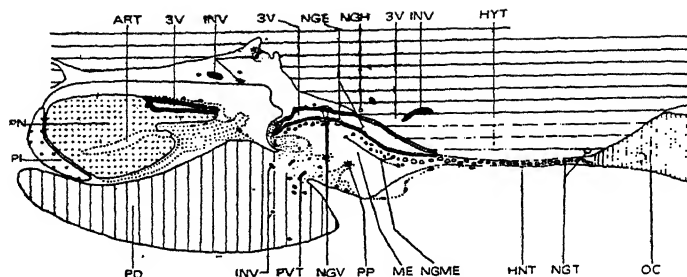 ART 3V INV 3V NGE NGH 3V INV HYT
PN
PI
PD INV PVT NGV PP ME NGME HNT NGT OC